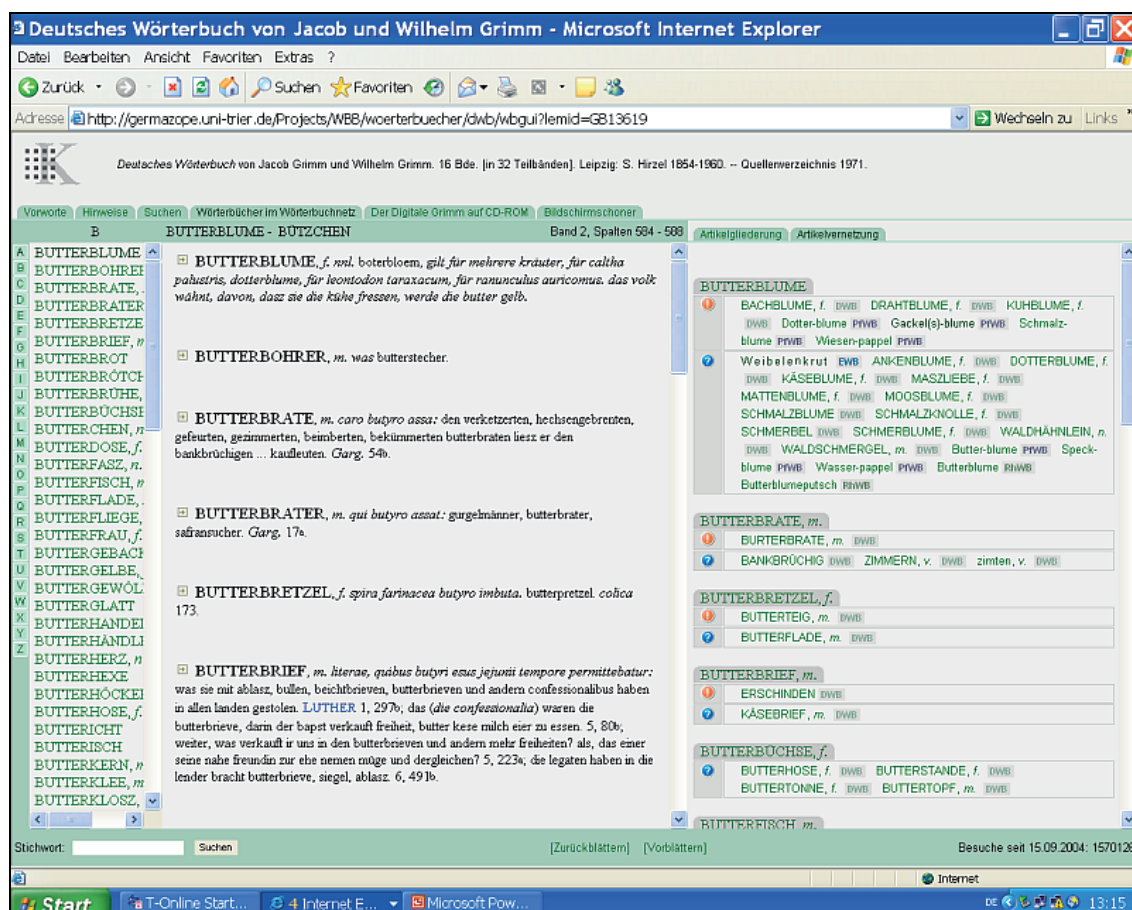 Deutsches Wörterbuch von Jacob und Wilhelm Grimm - Microsoft Internet Explorer
Datei Bearbeiten Ansicht Favoriten Extras ?
Zurück Suchen Favoriten
Adresse http://germazope.uni-trier.de/Projects/WBB/woerterbuecher/dwb/wbgui?lemid=GB13619 Wechseln zu Links
K Deutsches Wörterbuch von Jacob Grimm und Wilhelm Grimm. 16 Bde. [in 32 Teilbänden]. Leipzig: S. Hirzel 1854-1960. -- Quellenverzeichnis 1971.
Vorworte Hinweise Suchen Wörterbücher im Wörterbuchnetz Der Digitale Grimm auf CD-ROM Bildschirmschoner
B BUTTERBLUME - BÜTZCHEN Band 2, Spalten 584 - 588 Artikelgliederung Artikelvernetzung
A
B
C
D
E
F
G
H
I
J
K
L
M
N
O
P
Q
R
S
T
U
V
W
X
Y
Z
BUTTERBLUME
BUTTERBOHRER
BUTTERBRATE, .
BUTTERBRATER
BUTTERBRETZE
BUTTERBRIEF, m
BUTTERBROT
BUTTERBRÖTCH
BUTTERBRÜHE,
BUTTERBÜCHSE
BUTTERCHEN, n
BUTTERDOSE, f.
BUTTERFASZ, n.
BUTTERFISCH, m
BUTTERFLADE, .
BUTTERFLIEGE,
BUTTERFRAU, f.
BUTTERGEBACK
BUTTERGELBE,
BUTTERGEWÖL
BUTTERGLATT
BUTTERHANDEL
BUTTERHÄNDLE
BUTTERHERZ, n
BUTTERHEXE
BUTTERHÖCKER
BUTTERHOSE, f.
BUTTERICHT
BUTTERISCH
BUTTERKERN, m
BUTTERKLEE, m
BUTTERKLOSZ,
BUTTERBLUME, f. nnl. boterbloem, gilt für mehrere kräuter, für caltha
palustris, dotterblume, für leontodon taraxacum, für ranunculus auricomus. das volk
wähnt, davon, dasz sie die kühe fressen, werde die butter gelb.
BUTTERBOHRER, m. was butterstecher.
BUTTERBRATE, m. caro butyro assa: den verketzerten, hechsengebrenten,
gefeurten, gezimmerten, beimberten, bekümmerten butterbraten liesz er den
bankbrüchigen ... kaufleuten. Garg. 54b.
BUTTERBRATER, m. qui butyro assat: gurgelmänner, butterbrater,
safransucher. Garg. 17a.
BUTTERBRETZEL, f. spira farinacea butyro imbuta. butterpretzel. colica
173.
BUTTERBRIEF, m. literae, quibus butyri esus jejunii tempore permittebatur:
was sie mit ablasz, bullen, beichtbrieven, butterbrieven und andern confessionalibus haben
in allen landen gestolen. LUTHER 1, 297b; das (die confessionalia) waren die
butterbrieve, darin der bapst verkauft freiheit, butter kese milch eier zu essen. 5, 80b;
weiter, was verkauft ir uns in den butterbrieven und andern mehr freiheiten? als, das einer
seine nahe freundin zur ehe nemen müge und dergleichen? 5, 223a; die legaten haben in die
lender bracht butterbrieve, siegel, ablasz. 6, 491b.
BUTTERBLUME
BACHBLUME, f. DWB DRAHTBLUME, f. DWB KUHBLUME, f.
DWB Dotter-blume PfWB Gackel(s)-blume PfWB Schmalz-
blume PfWB Wiesen-pappel PfWB
Weibelenkrut EWB ANKENBLUME, f. DWB DOTTERBLUME, f.
DWB KÄSEBLUME, f. DWB MASZLIEBE, f. DWB
MATTENBLUME, f. DWB MOOSBLUME, f. DWB
SCHMALZBLUME DWB SCHMALZKNOLLE, f. DWB
SCHMERBEL DWB SCHMERBLUME, f. DWB WALDHÄHNLEIN, n.
DWB WALDSCHMERGEL, m. DWB Butter-blume PfWB Speck-
blume PfWB Wasser-pappel PfWB Butterblume RhWB
Butterblumeputsch RhWB
BUTTERBRATE, m.
BURTERBRATE, m. DWB
BANKBRÜCHIG DWB ZIMMERN, v. DWB zimten, v. DWB
BUTTERBRETZEL, f.
BUTTERTEIG, m. DWB
BUTTERFLADE, m. DWB
BUTTERBRIEF, m.
ERSCHINDEN DWB
KÄSEBRIEF, m. DWB
BUTTERBÜCHSE, f.
BUTTERHOSE, f. DWB BUTTERSTANDE, f. DWB
BUTTERTONNE, f. DWB BUTTERTOPF, m. DWB
BUTTERFISCH, m.
Stichwort: Suchen [Zurückblättern] [Vorblättern] Besuche seit 15.09.2004: 1570126
Internet
Start T-Online Start... 4 Internet E... Microsoft Pow... DE 13:15